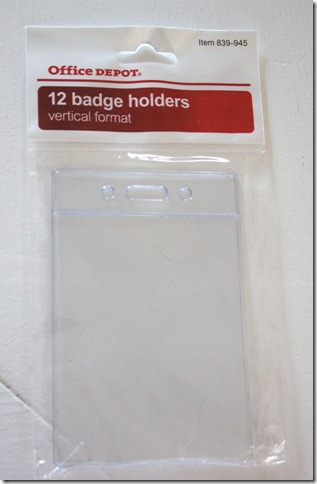 Item 839-945
Office DEPOT®
12 badge holders
vertical format